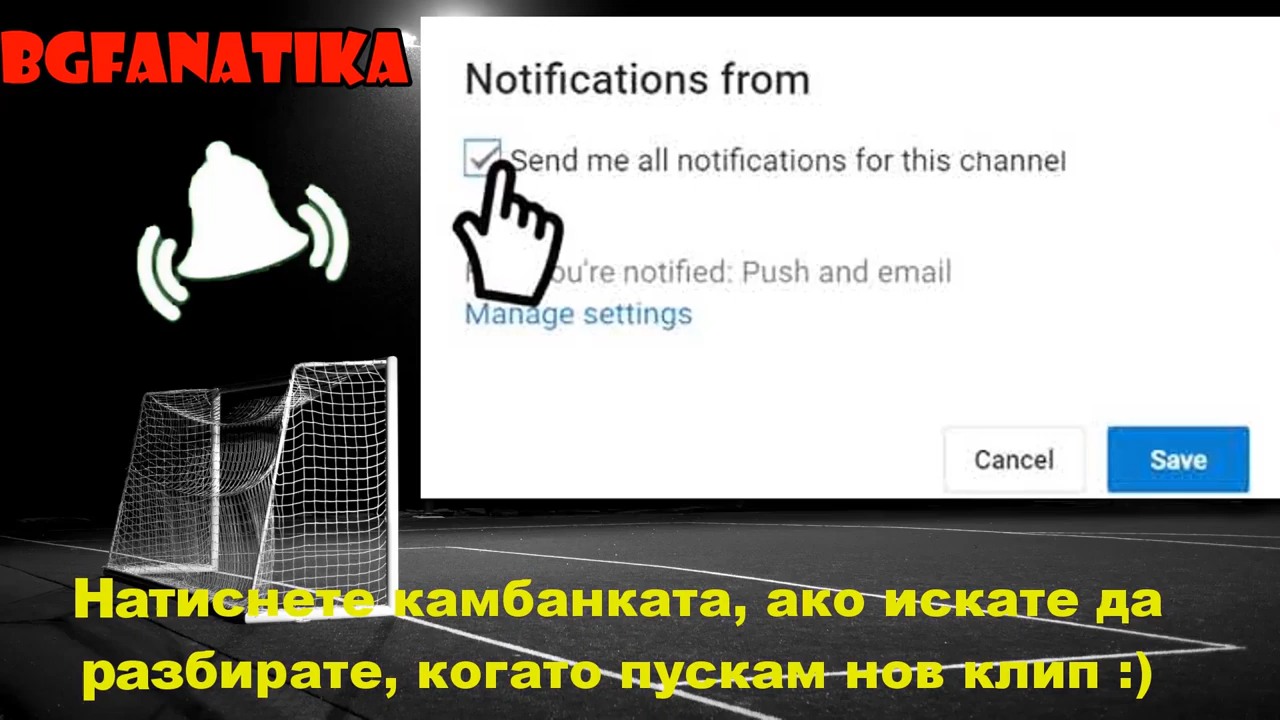 BGFANATIKA
Notifications from
Send me all notifications for this channel
ou're notified: Push and email
Manage settings
Cancel
Save
Натиснете камбанката, ако искате да
разбирате, когато пускам нов клип :)